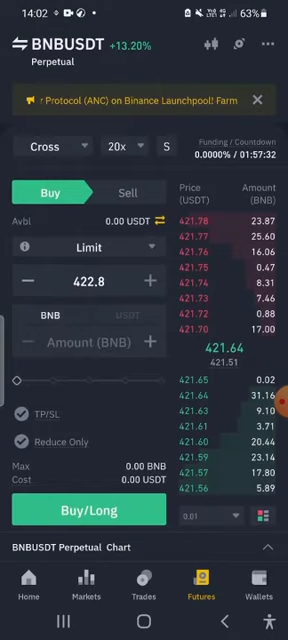 14:02 63%
BNBUSDT +13.20%
Perpetual
r Protocol (ANC) on Binance Launchpool! Farm
Cross 20x S
Funding / Countdown
0.0000% / 01:57:32
Buy Sell
Avbl 0.00 USDT
Limit
422.8
BNB USDT
Amount (BNB)
TP/SL
Reduce Only
Max 0.00 BNB
Cost 0.00 USDT
Buy/Long
Price Amount
(USDT) (BNB)
421.78 23.87
421.77 25.60
421.76 16.06
421.75 0.47
421.74 8.31
421.73 7.46
421.72 0.88
421.70 17.00
421.64
421.51
421.65 0.02
421.64 31.16
421.63 9.10
421.61 3.71
421.60 20.44
421.59 23.14
421.57 17.80
421.56 5.89
0.01
BNBUSDT Perpetual Chart
Home Markets Trades Futures Wallets